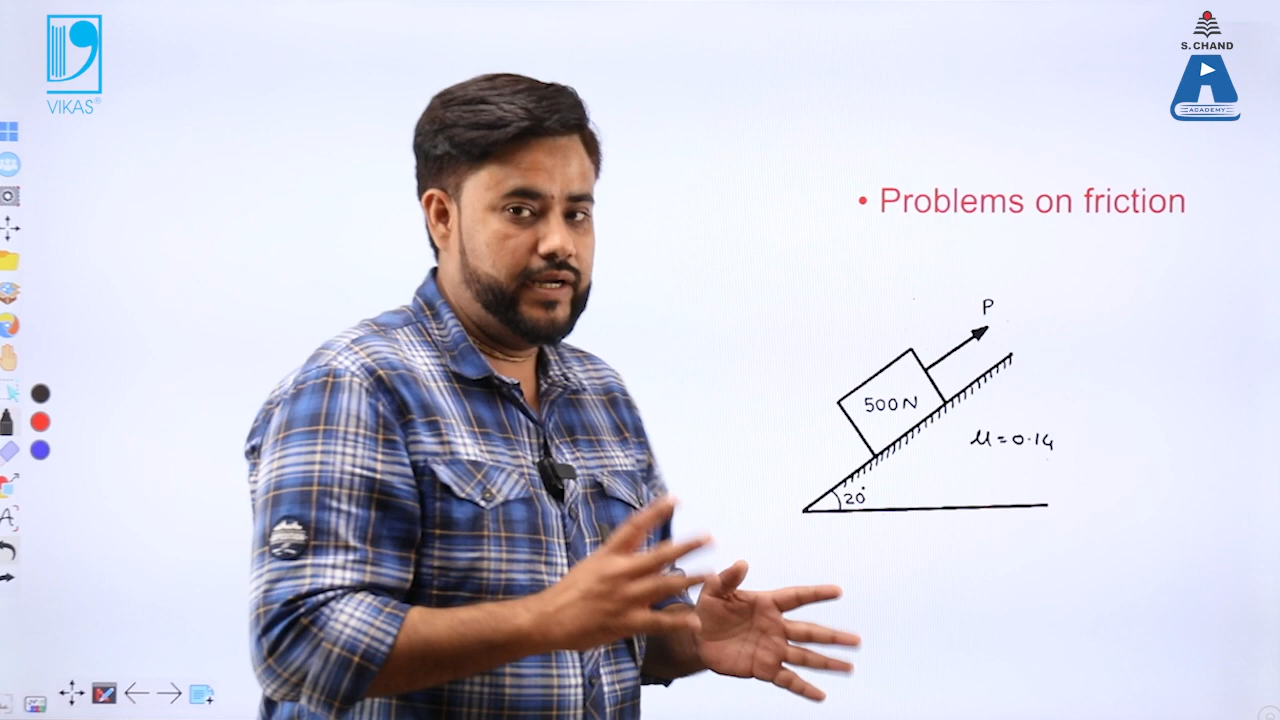 VIKAS®
S. CHAND
ACADEMY
• Problems on friction
P
500N
μ = 0.14
20°